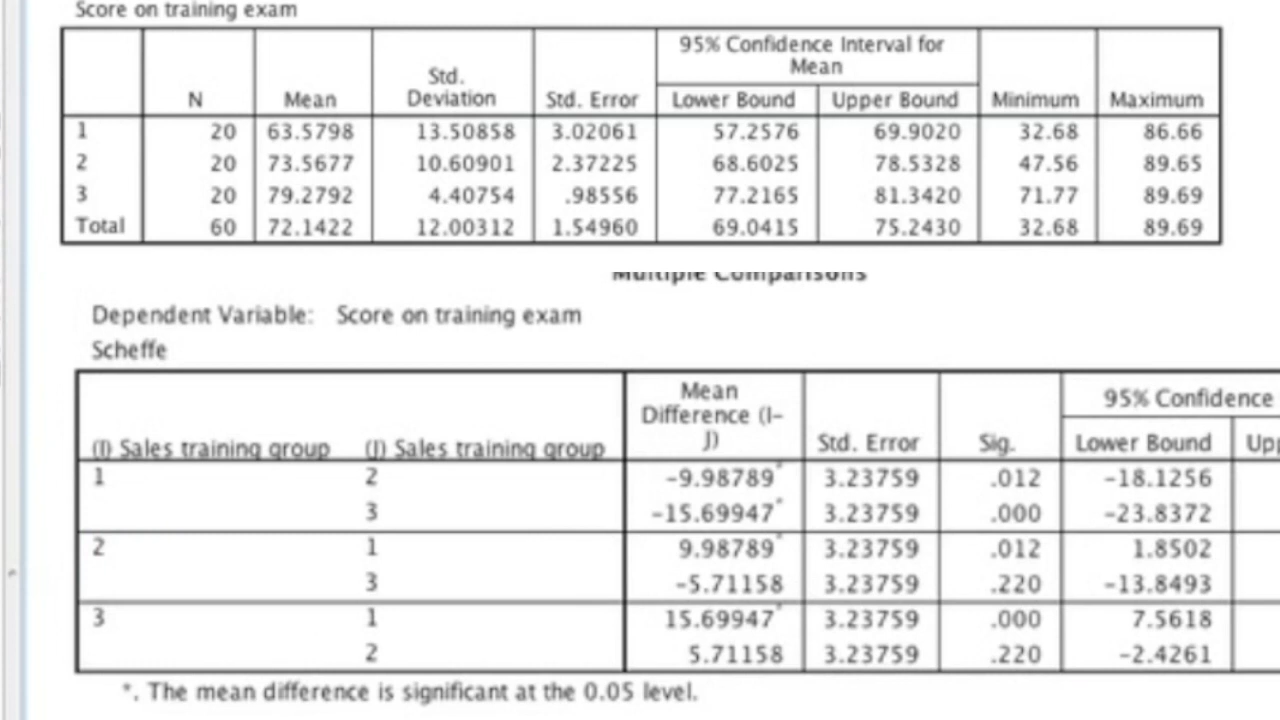 Score on training exam
N Mean Std. Deviation Std. Error 95% Confidence Interval for Mean Lower Bound Upper Bound Minimum Maximum
1 20 63.5798 13.50858 3.02061 57.2576 69.9020 32.68 86.66
2 20 73.5677 10.60901 2.37225 68.6025 78.5328 47.56 89.65
3 20 79.2792 4.40754 .98556 77.2165 81.3420 71.77 89.69
Total 60 72.1422 12.00312 1.54960 69.0415 75.2430 32.68 89.69
Multiple Comparisons
Dependent Variable: Score on training exam
Scheffe
(I) Sales training group (J) Sales training group Mean Difference (I-J) Std. Error Sig. 95% Confidence Lower Bound Upp
1 2 -9.98789* 3.23759 .012 -18.1256
3 -15.69947* 3.23759 .000 -23.8372
2 1 9.98789* 3.23759 .012 1.8502
3 -5.71158 3.23759 .220 -13.8493
3 1 15.69947* 3.23759 .000 7.5618
2 5.71158 3.23759 .220 -2.4261
*. The mean difference is significant at the 0.05 level.